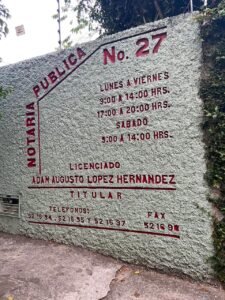 NOTARIA PUBLICA No. 27
LUNES A VIERNES
9:00 A 14:00 HRS.
17:00 A 20:00 HRS.
SABADO
9:00 A 14:00 HRS.
LICENCIADO
ADAN AUGUSTO LOPEZ HERNANDEZ
TITULAR
TELEFONOS: FAX